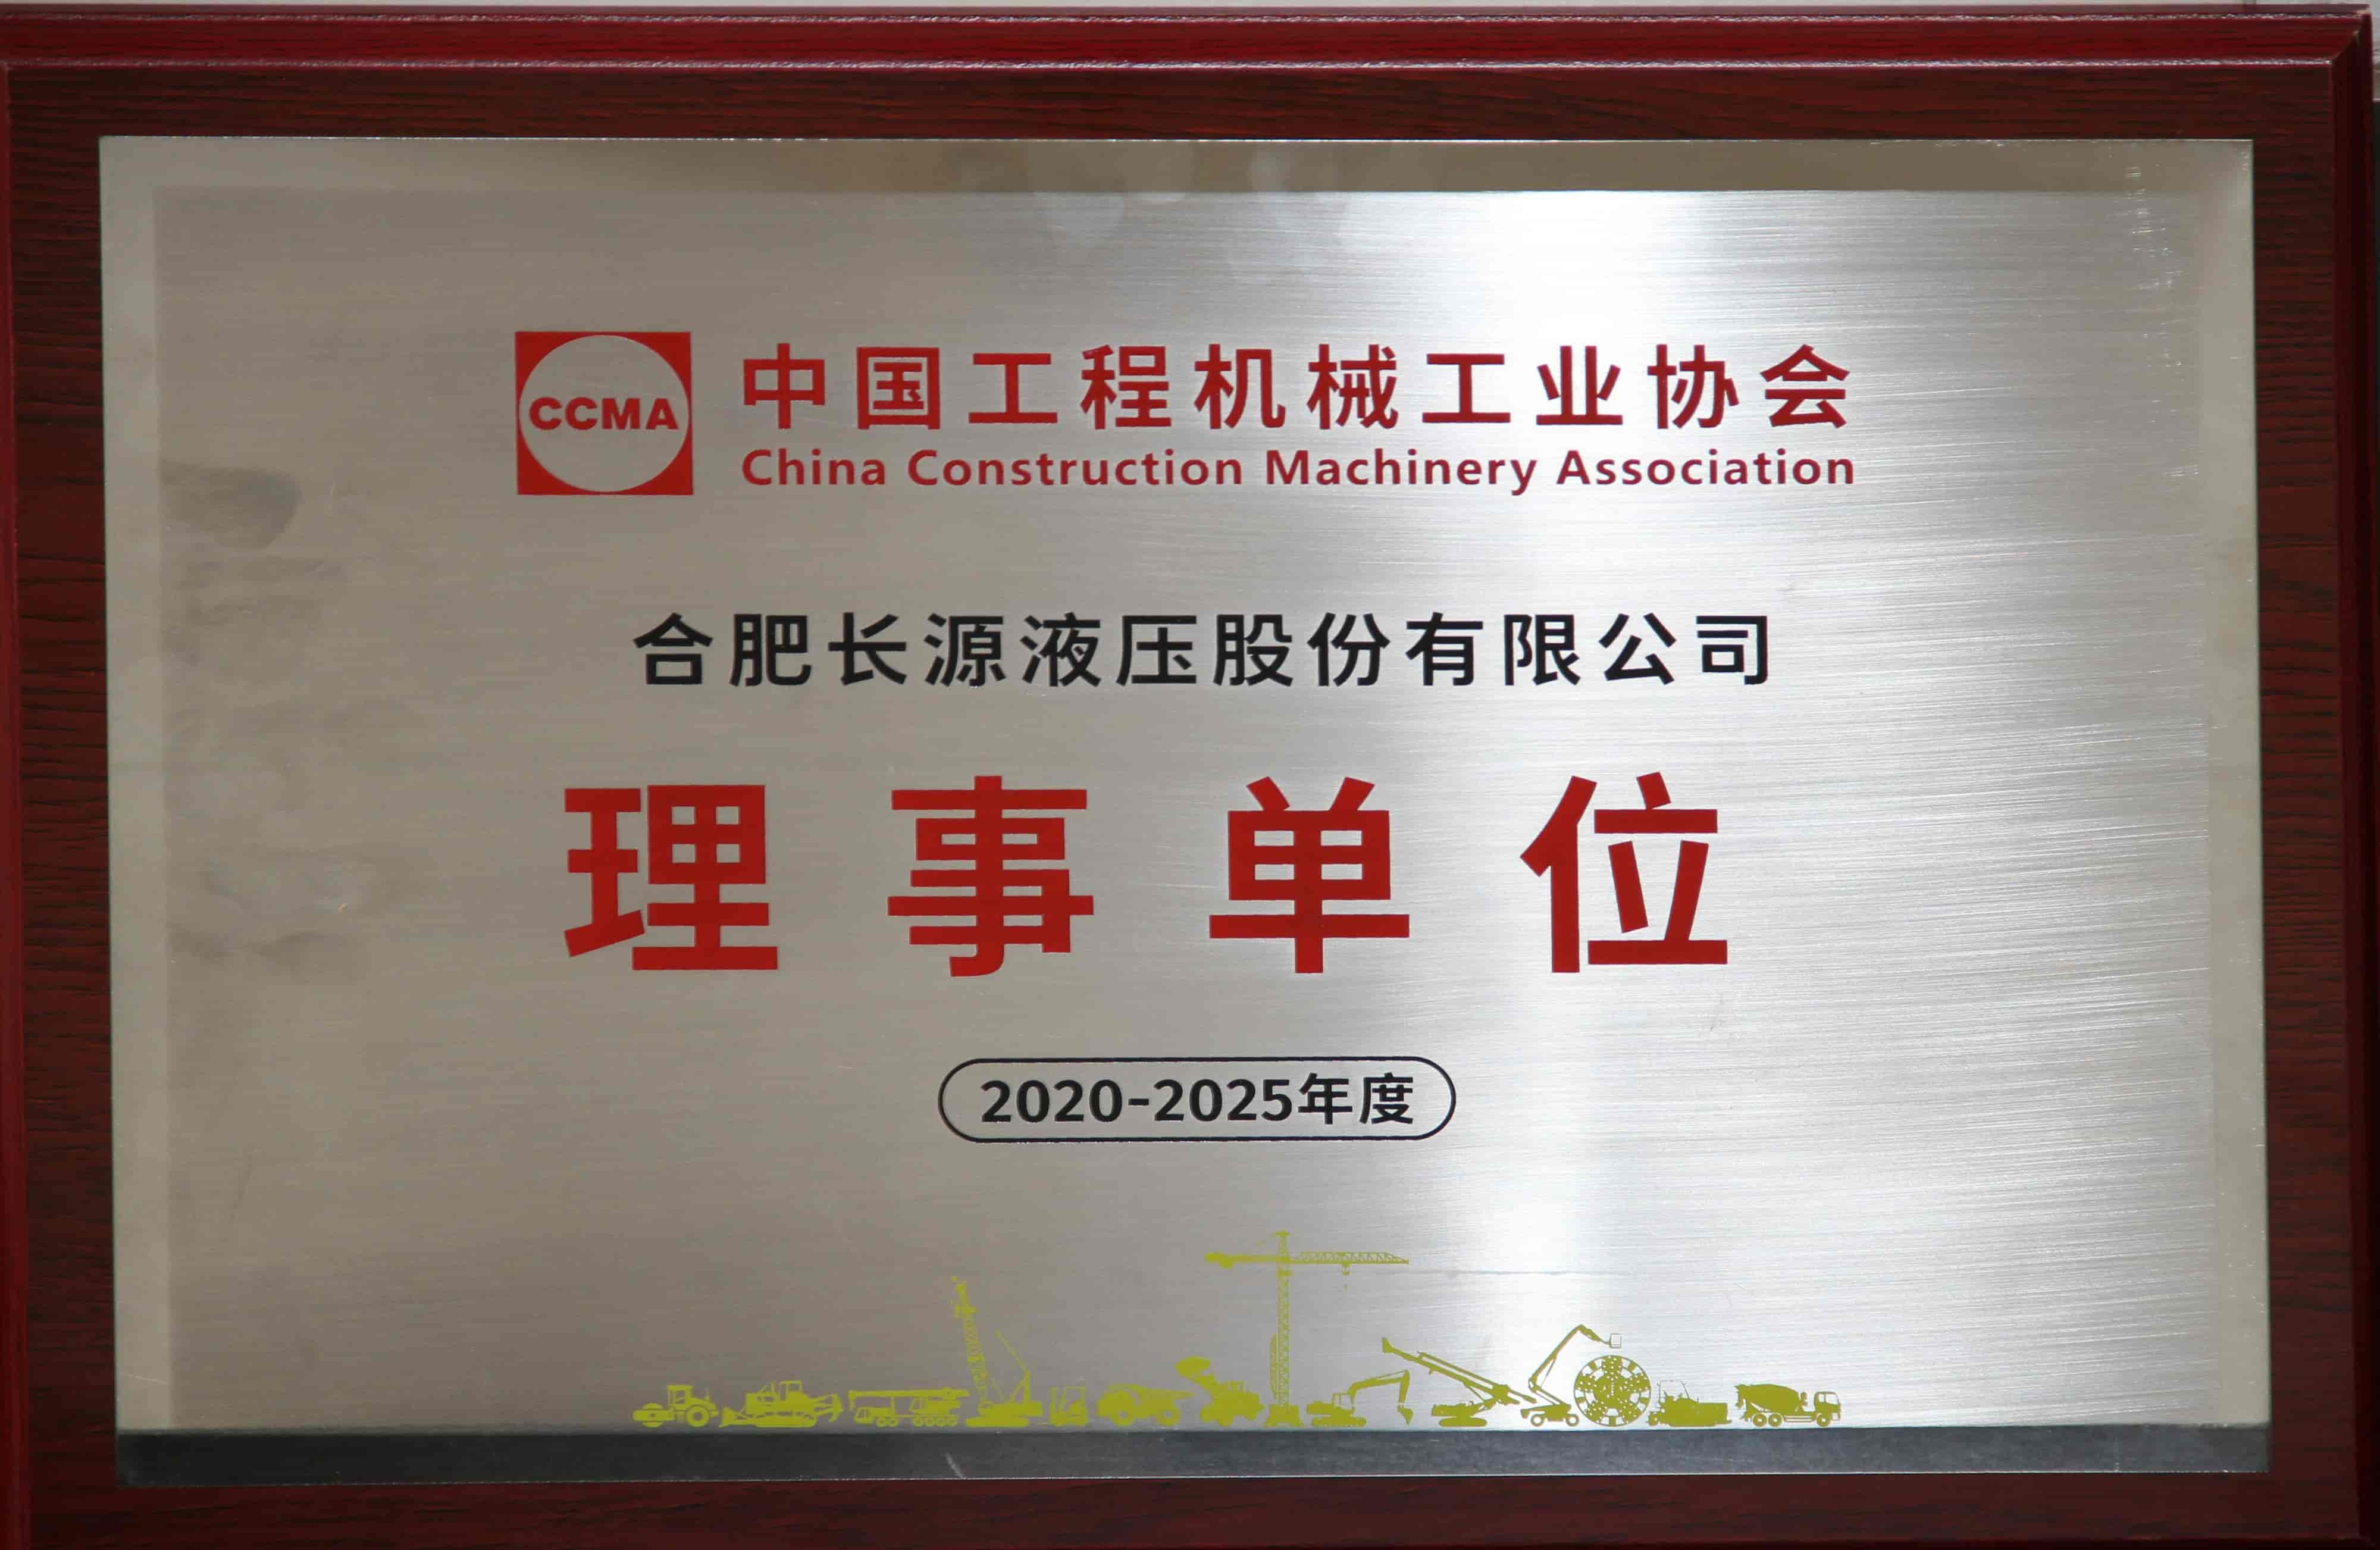 CCMA
中国工程机械工业协会
China Construction Machinery Association
合肥长源液压股份有限公司
理事单位
2020-2025年度